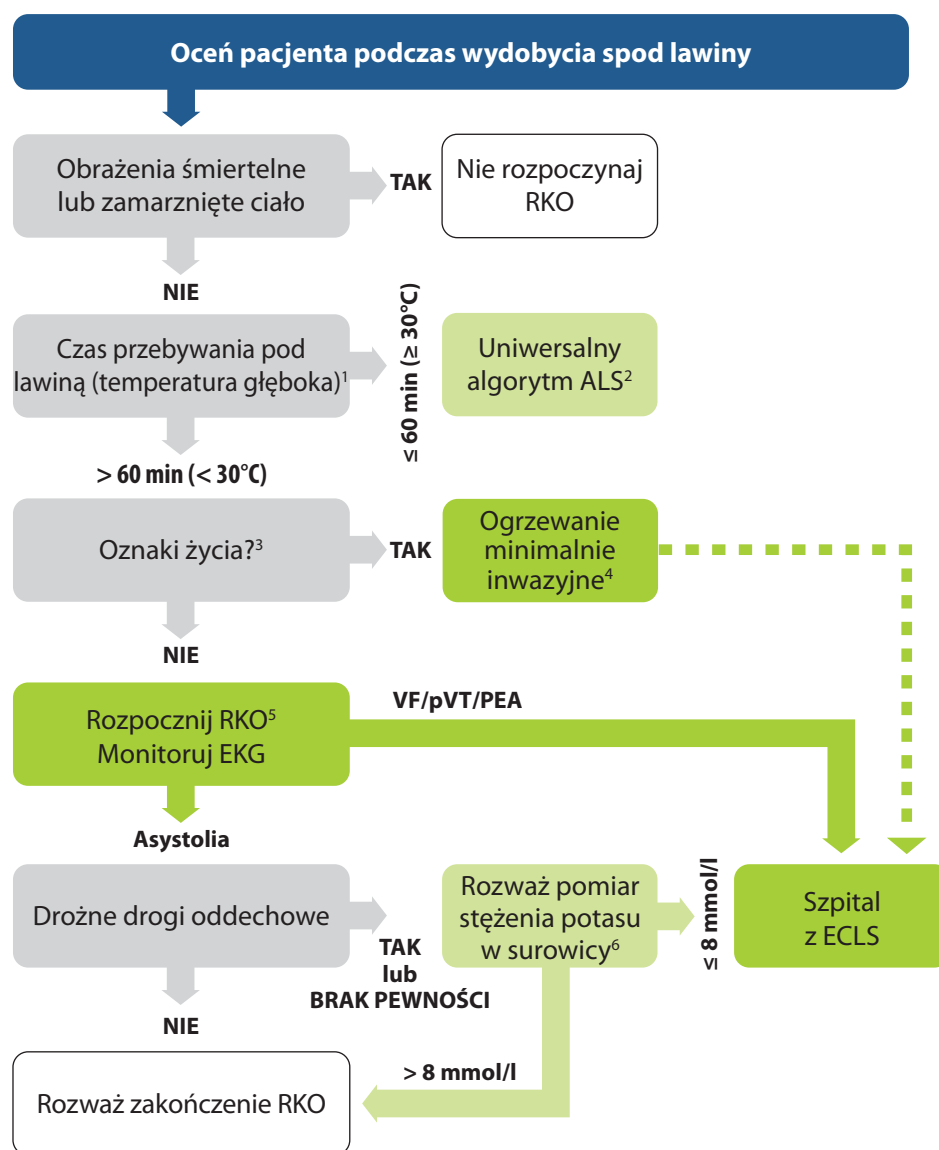 Oceń pacjenta podczas wydobycia spod lawiny
Obrażenia śmiertelne
lub zamarznięte ciało
TAK
Nie rozpoczynaj
RKO
NIE
Czas przebywania pod
lawiną (temperatura głęboka)¹
≤ 60 min (≥ 30°C)
Uniwersalny
algorytm ALS²
> 60 min (< 30°C)
Oznaki życia?³
TAK
Ogrzewanie
minimalnie
inwazyjne⁴
NIE
Rozpocznij RKO⁵
Monitoruj EKG
VF/pVT/PEA
Asystolia
Drożne drogi oddechowe
TAK
lub
BRAK PEWNOŚCI
Rozważ pomiar
stężenia potasu
w surowicy⁶
≤ 8 mmol/l
Szpital
z ECLS
NIE
> 8 mmol/l
Rozważ zakończenie RKO